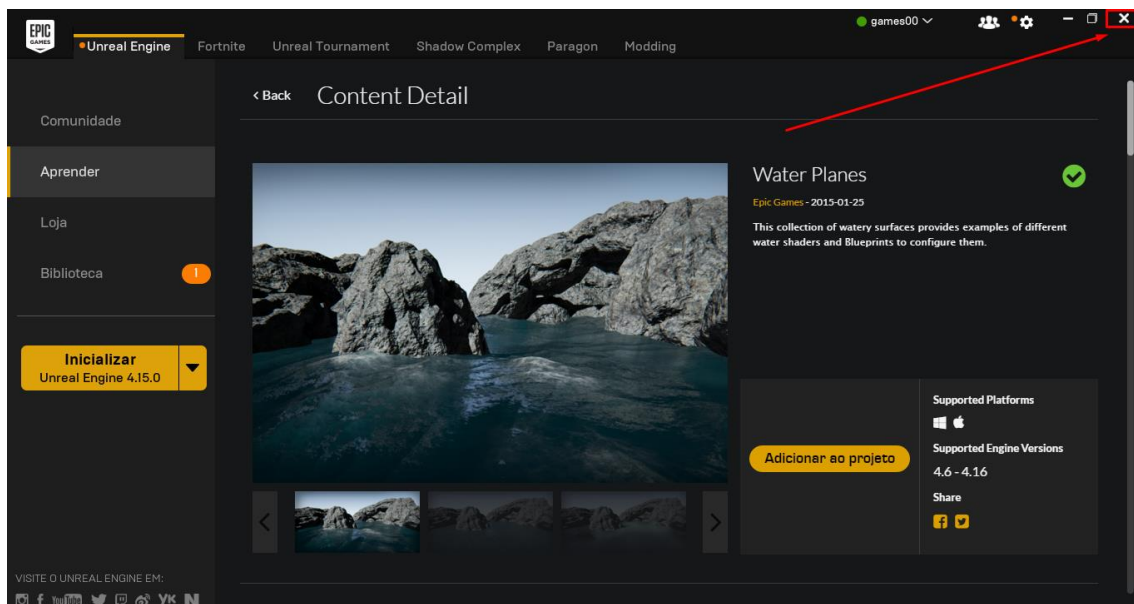 EPIC
GAMES
games00
Unreal Engine
Fortnite
Unreal Tournament
Shadow Complex
Paragon
Modding
Back
Content Detail
Comunidade
Aprender
Loja
Biblioteca
1
Inicializar
Unreal Engine 4.15.0
Water Planes
Epic Games - 2015-01-25
This collection of watery surfaces provides examples of different
water shaders and Blueprints to configure them.
Adicionar ao projeto
Supported Platforms
Supported Engine Versions
4.6 - 4.16
Share
VISITE O UNREAL ENGINE EM:
YouTube